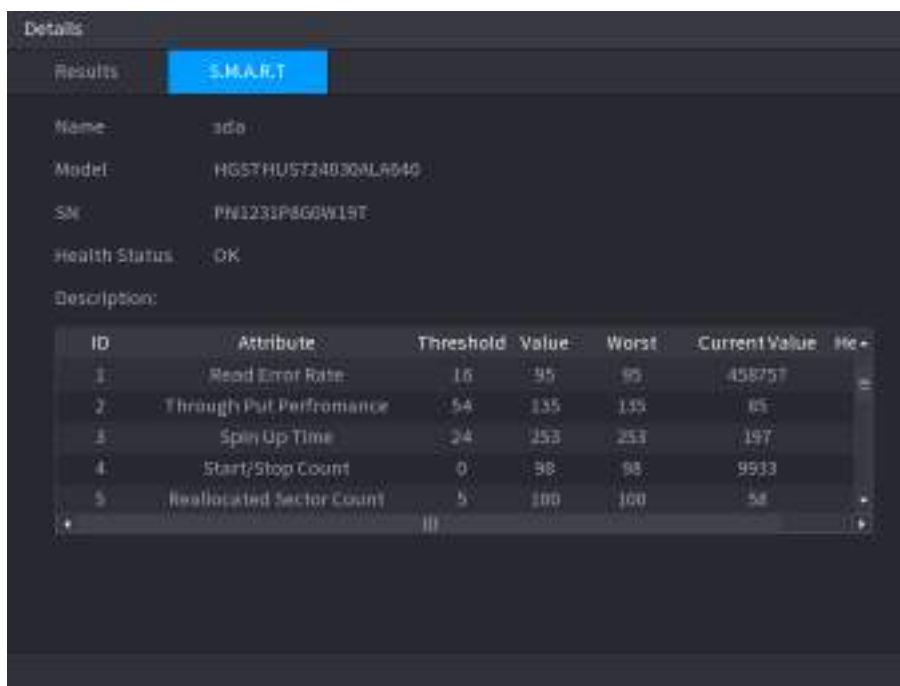 Details
Results S.M.A.R.T
Name sda
Model HGSTHUS724030ALA640
SN PN1231P8G0W19T
Health Status OK
Description:
ID Attribute Threshold Value Worst Current Value He
1 Read Error Rate 16 95 95 458757
2 Through Put Perfromance 54 135 135 85
3 Spin Up Time 24 253 253 197
4 Start/Stop Count 0 98 98 9933
5 Reallocated Sector Count 5 100 100 58